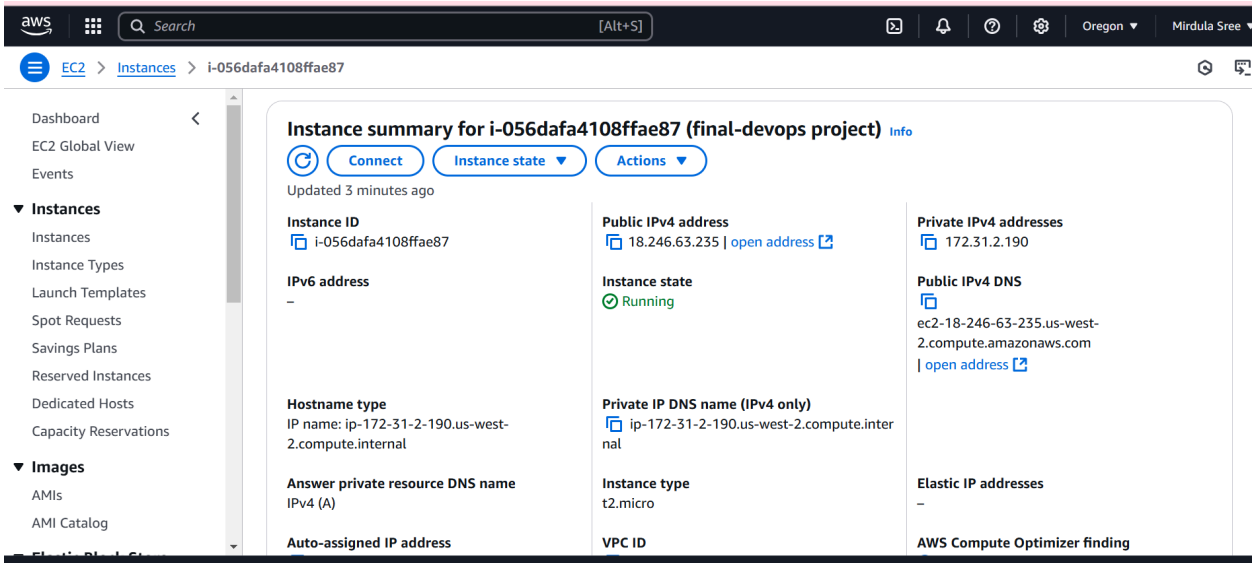 aws
Search [Alt+S]
Oregon ▼ Mirdula Sree ▼
EC2 > Instances > i-056dafa4108ffae87
Dashboard
EC2 Global View
Events
▼ Instances
Instances
Instance Types
Launch Templates
Spot Requests
Savings Plans
Reserved Instances
Dedicated Hosts
Capacity Reservations
▼ Images
AMIs
AMI Catalog
Instance summary for i-056dafa4108ffae87 (final-devops project) Info
Connect Instance state ▼ Actions ▼
Updated 3 minutes ago
Instance ID
i-056dafa4108ffae87
Public IPv4 address
18.246.63.235 | open address
Private IPv4 addresses
172.31.2.190
IPv6 address
–
Instance state
Running
Public IPv4 DNS
ec2-18-246-63-235.us-west-
2.compute.amazonaws.com
| open address
Hostname type
IP name: ip-172-31-2-190.us-west-
2.compute.internal
Private IP DNS name (IPv4 only)
ip-172-31-2-190.us-west-2.compute.inter
nal
Answer private resource DNS name
IPv4 (A)
Instance type
t2.micro
Elastic IP addresses
–
Auto-assigned IP address
VPC ID
AWS Compute Optimizer finding